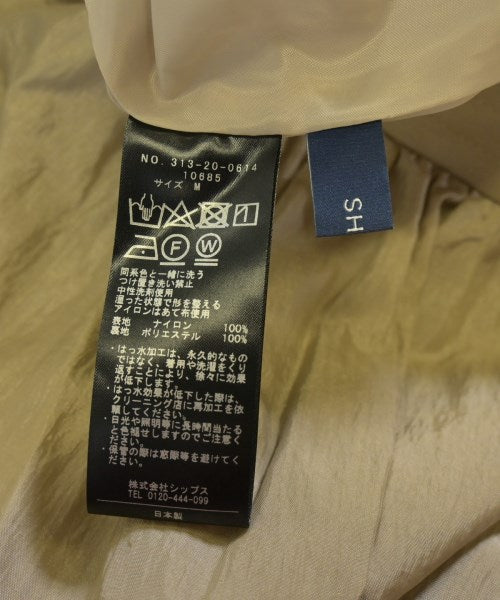 NO. 313-20-0614
10685
サイズ M
F
W
同系色と一緒に洗う
つけ置き洗い禁止
中性洗剤使用
湿った状態で形を整える
アイロンはあて布使用
表地 ナイロン 100%
裏地 ポリエステル 100%
・はっ水加工は、永久的なもの
ではなく、着用や洗濯をくり
返すことにより、徐々に効果
が低下します。
・はっ水効果が低下した際は、
クリーニング店に再加工を依
頼してください。
・日光や照明等に長時間当たる
と色褪せしますのでご注意く
ださい。
・保管の際は窓際等を避けてく
ださい。
株式会社シップス
TEL 0120-444-099
日本製
SH